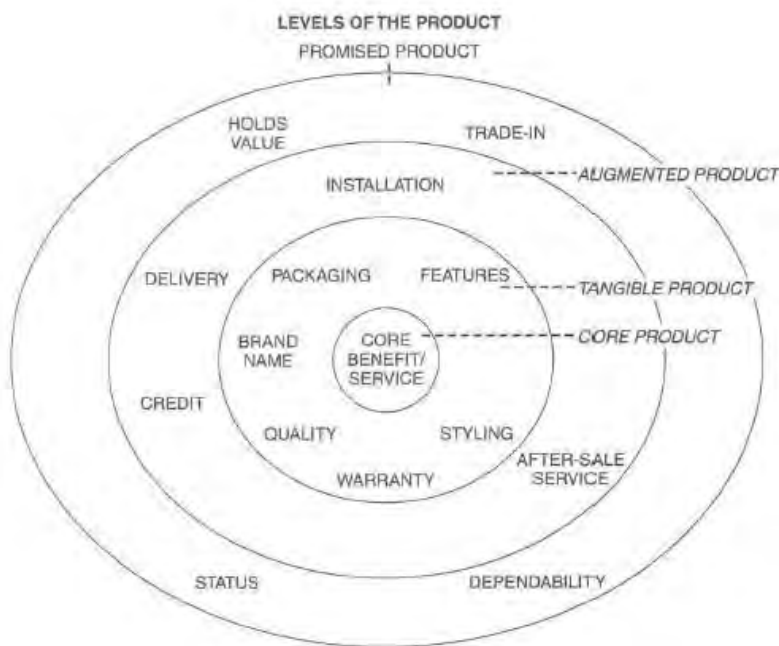 LEVELS OF THE PRODUCT
PROMISED PRODUCT
HOLDS
VALUE
TRADE-IN
AUGMENTED PRODUCT
INSTALLATION
DELIVERY
PACKAGING
FEATURES
TANGIBLE PRODUCT
BRAND
NAME
CORE
BENEFIT/
SERVICE
CORE PRODUCT
CREDIT
QUALITY
STYLING
WARRANTY
AFTER-SALE
SERVICE
STATUS
DEPENDABILITY